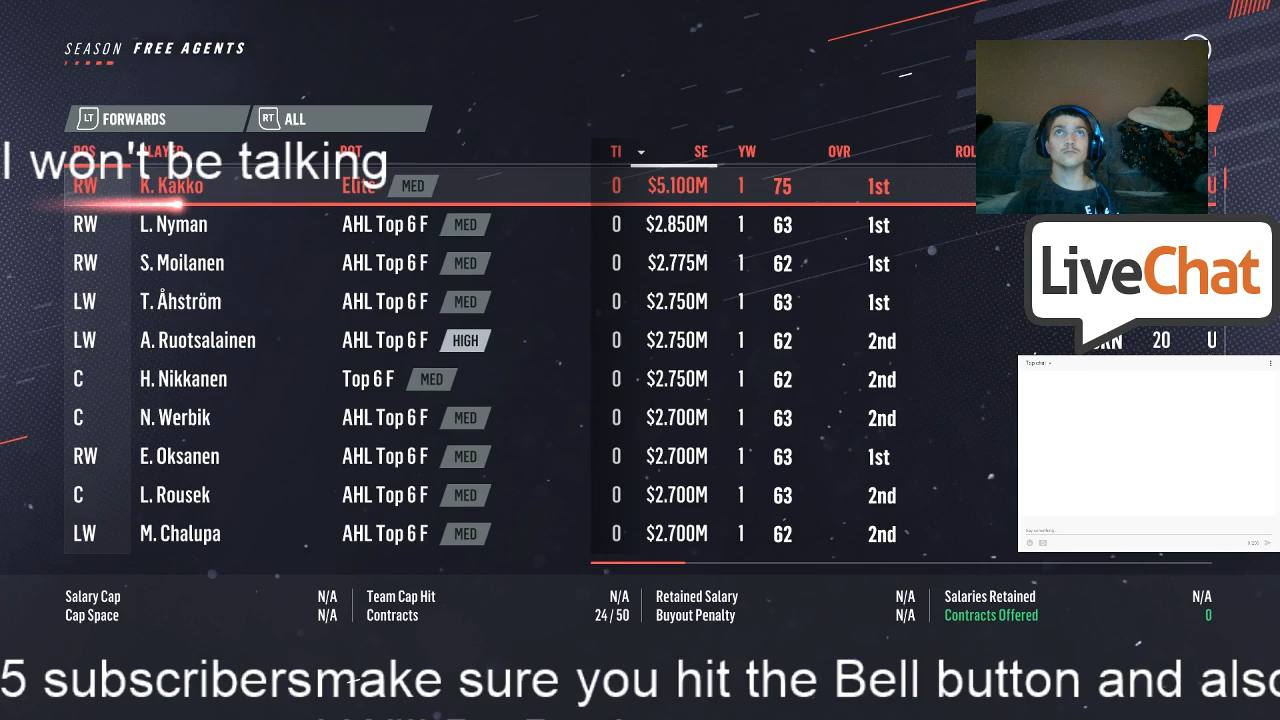 SEASON FREE AGENTS
LT FORWARDS RT ALL
I won't be talking
TI SE YW OVR ROL
RW K. Kakko Elite MED 0 $5.100M 1 75 1st U
RW L. Nyman AHL Top 6 F MED 0 $2.850M 1 63 1st
RW S. Moilanen AHL Top 6 F MED 0 $2.775M 1 62 1st
LW T. Åhström AHL Top 6 F MED 0 $2.750M 1 63 1st
LW A. Ruotsalainen AHL Top 6 F HIGH 0 $2.750M 1 62 2nd 20 U
C H. Nikkanen Top 6 F MED 0 $2.750M 1 62 2nd
C N. Werbik AHL Top 6 F MED 0 $2.700M 1 63 2nd
RW E. Oksanen AHL Top 6 F MED 0 $2.700M 1 63 1st
C L. Rousek AHL Top 6 F MED 0 $2.700M 1 63 2nd
LW M. Chalupa AHL Top 6 F MED 0 $2.700M 1 62 2nd
LiveChat
Top chat
Say something...
0/200
Salary Cap N/A Team Cap Hit N/A Retained Salary N/A Salaries Retained N/A
Cap Space N/A Contracts 24 / 50 Buyout Penalty N/A Contracts Offered 0
5 subscribersmake sure you hit the Bell button and also